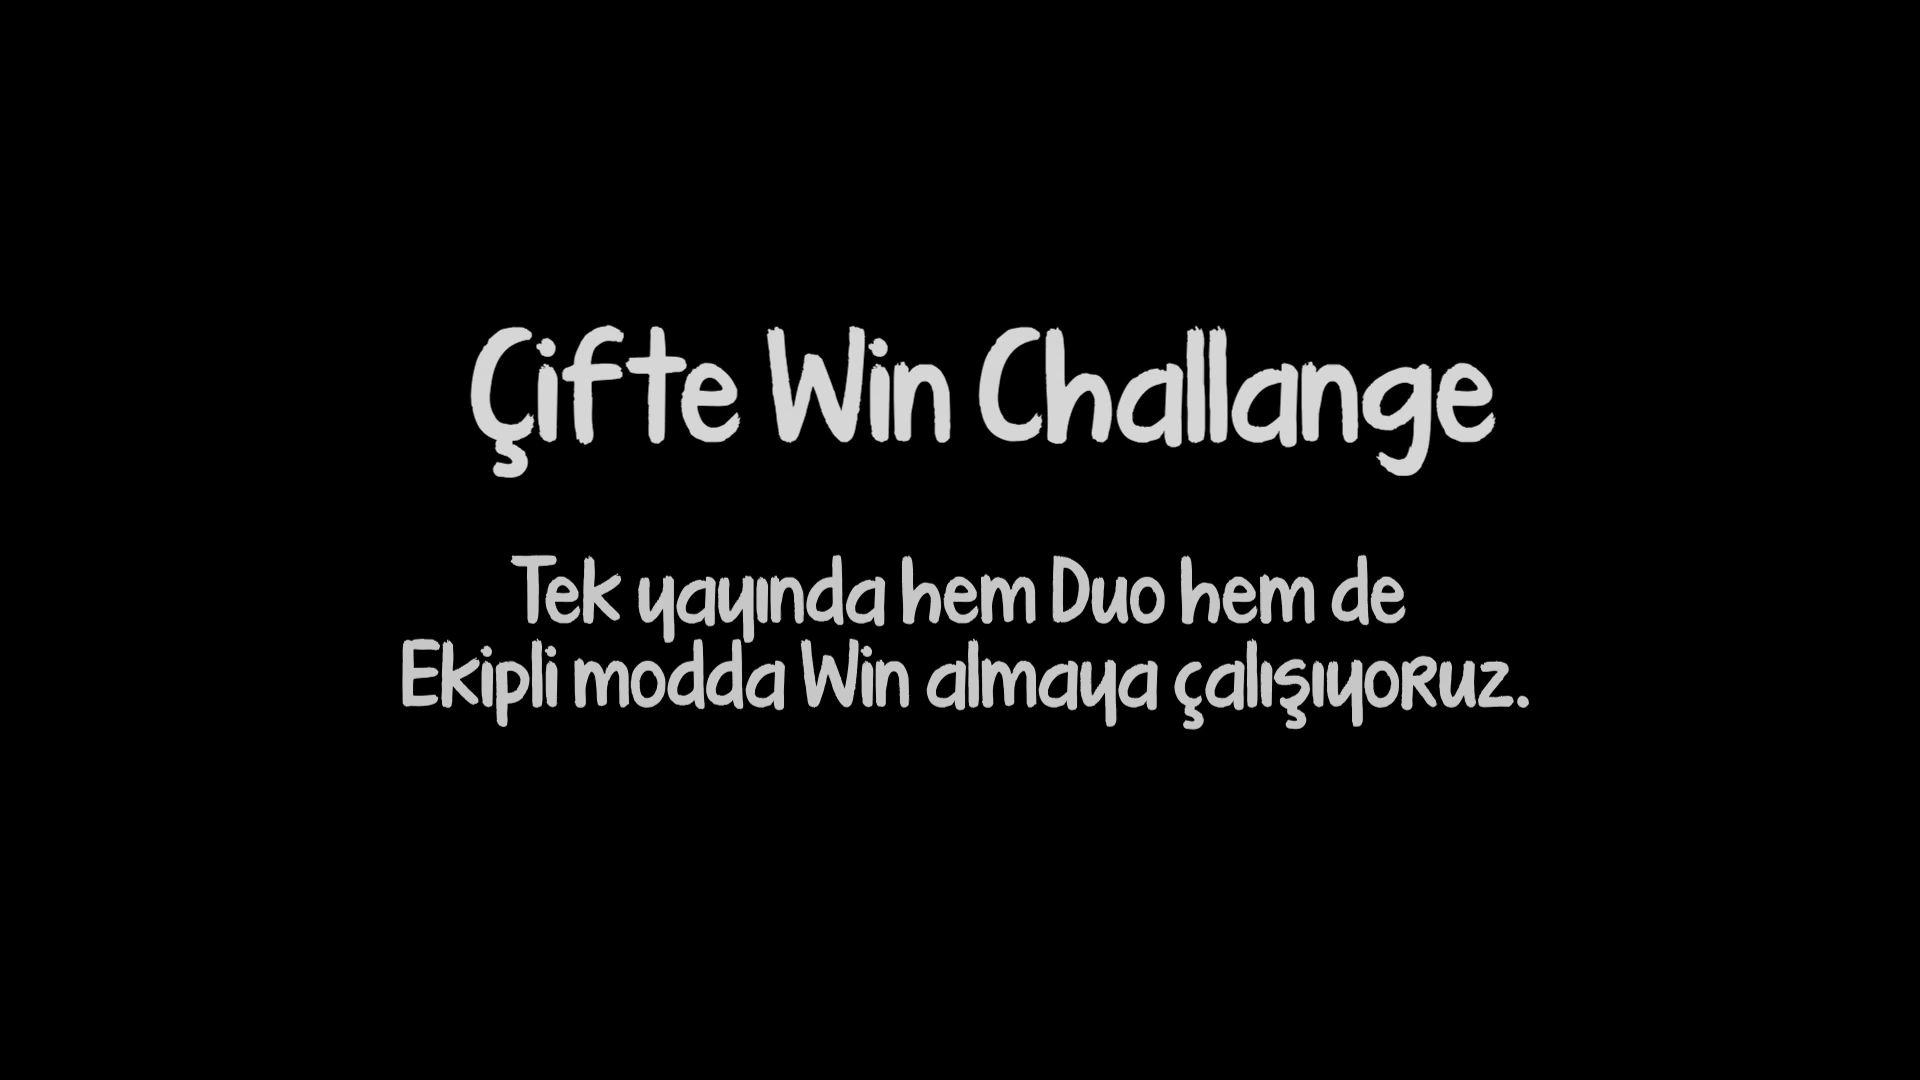 Çifte Win Challange
Tek yayında hem Duo hem de
Ekipli modda Win almaya çalışıyoruz.